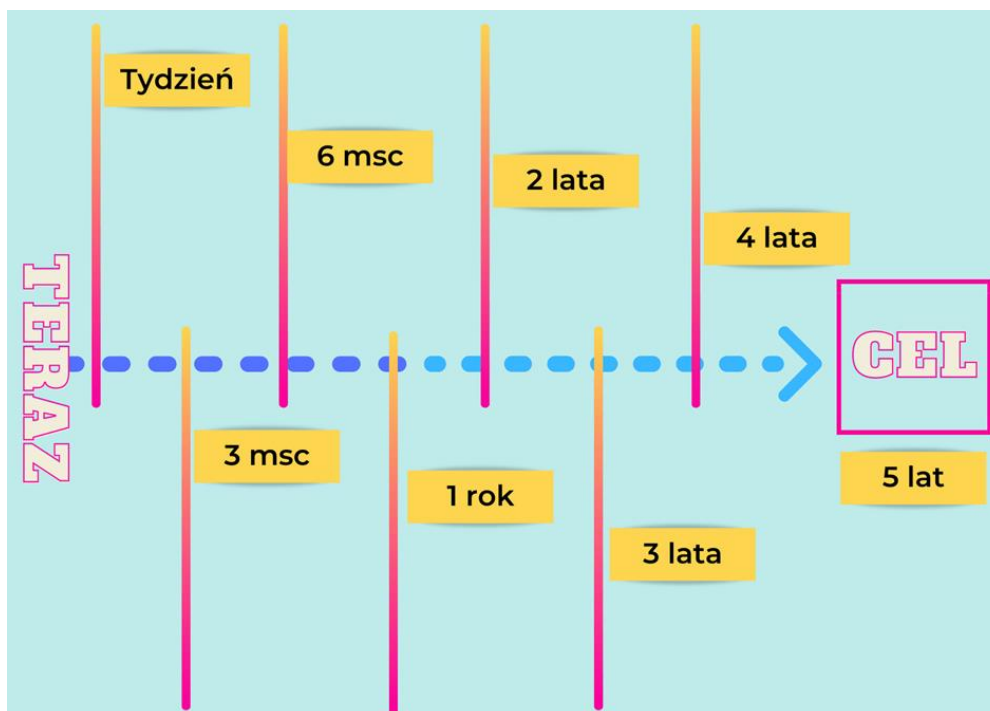 TERAZ
Tydzień
3 msc
6 msc
1 rok
2 lata
3 lata
4 lata
CEL
5 lat